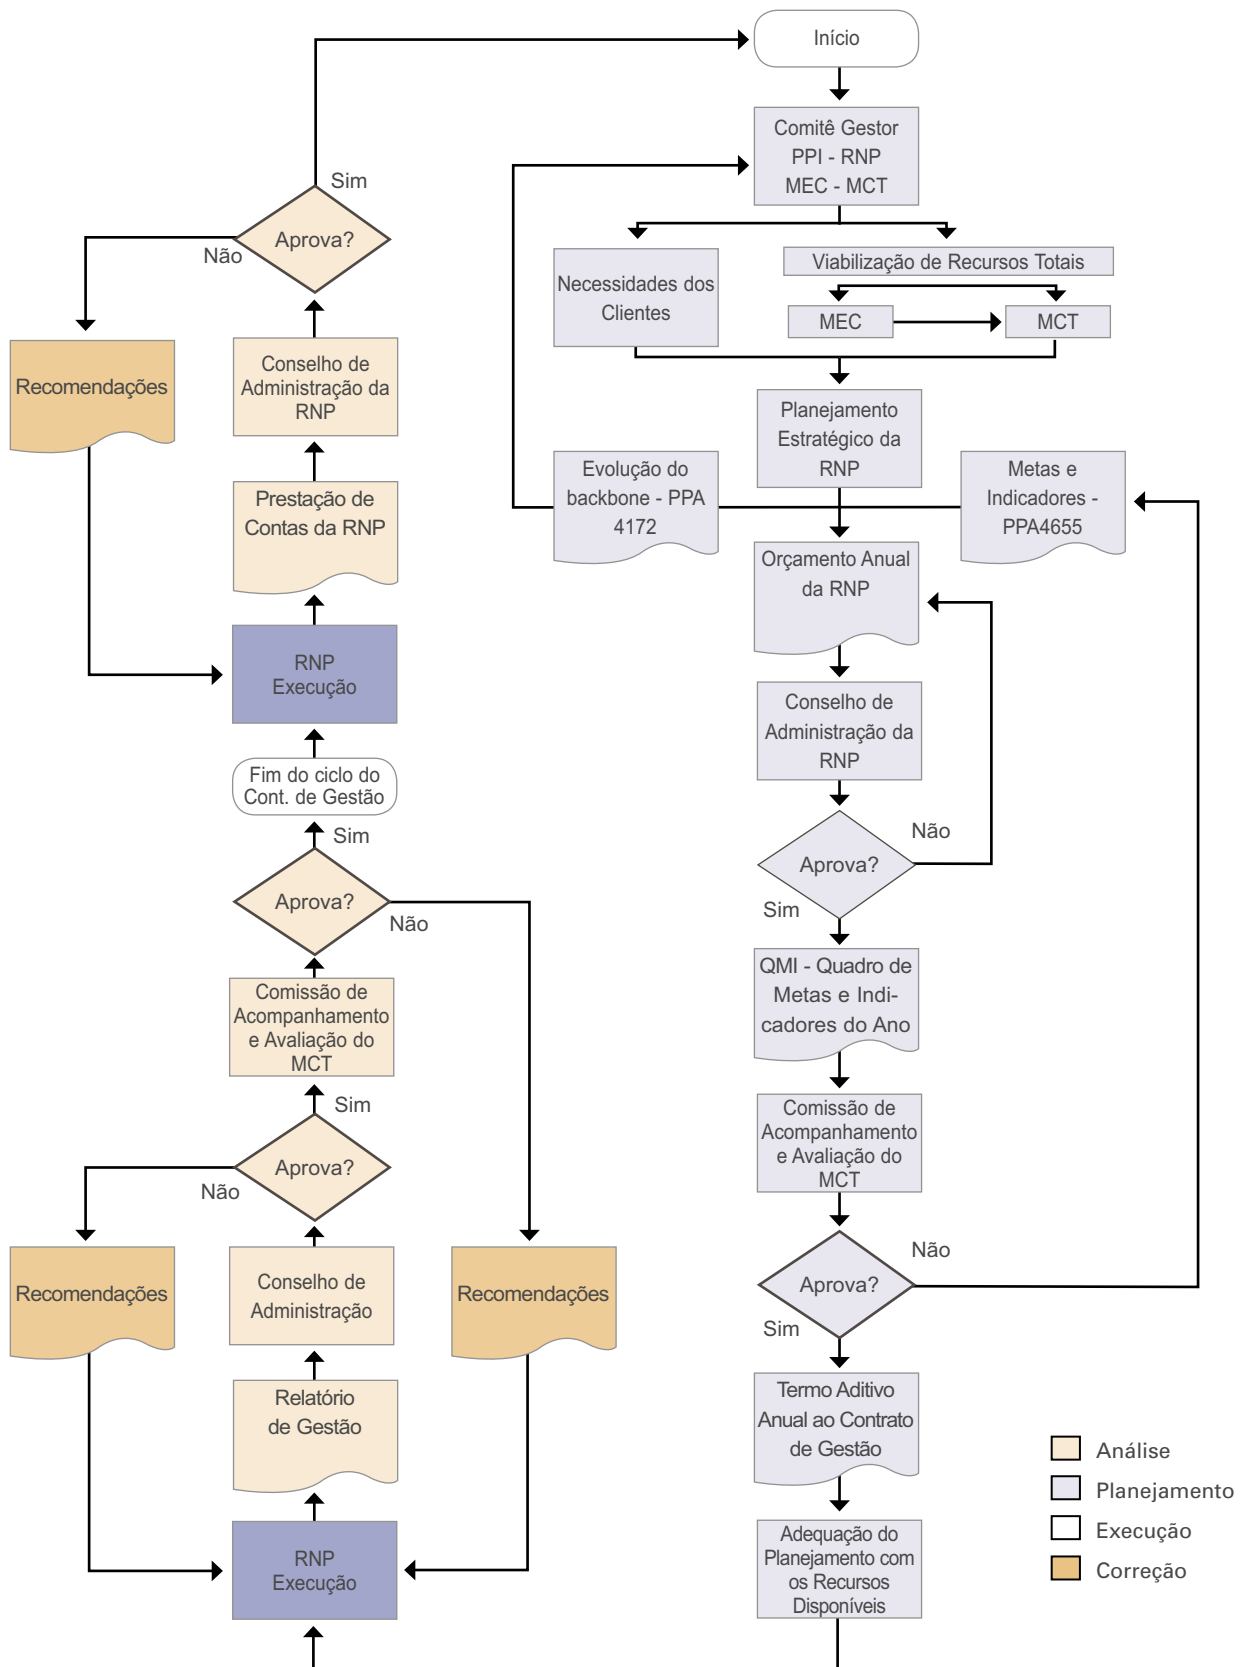 Início
Comitê Gestor
PPI - RNP
MEC - MCT
Necessidades dos
Clientes
Viabilização de Recursos Totais
MEC
MCT
Planejamento
Estratégico da
RNP
Evolução do
backbone - PPA
4172
Metas e
Indicadores -
PPA4655
Orçamento Anual
da RNP
Conselho de
Administração da
RNP
Aprova?
Não
Sim
QMI - Quadro de
Metas e Indi-
cadores do Ano
Comissão de
Acompanhamento
e Avaliação do
MCT
Aprova?
Não
Sim
Termo Aditivo
Anual ao Contrato
de Gestão
Adequação do
Planejamento com
os Recursos
Disponíveis
Sim
Aprova?
Não
Recomendações
Conselho de
Administração da
RNP
Prestação de
Contas da RNP
RNP
Execução
Fim do ciclo do
Cont. de Gestão
Sim
Aprova?
Não
Comissão de
Acompanhamento
e Avaliação do
MCT
Sim
Aprova?
Não
Recomendações
Conselho de
Administração
Recomendações
Relatório
de Gestão
RNP
Execução
Análise
Planejamento
Execução
Correção